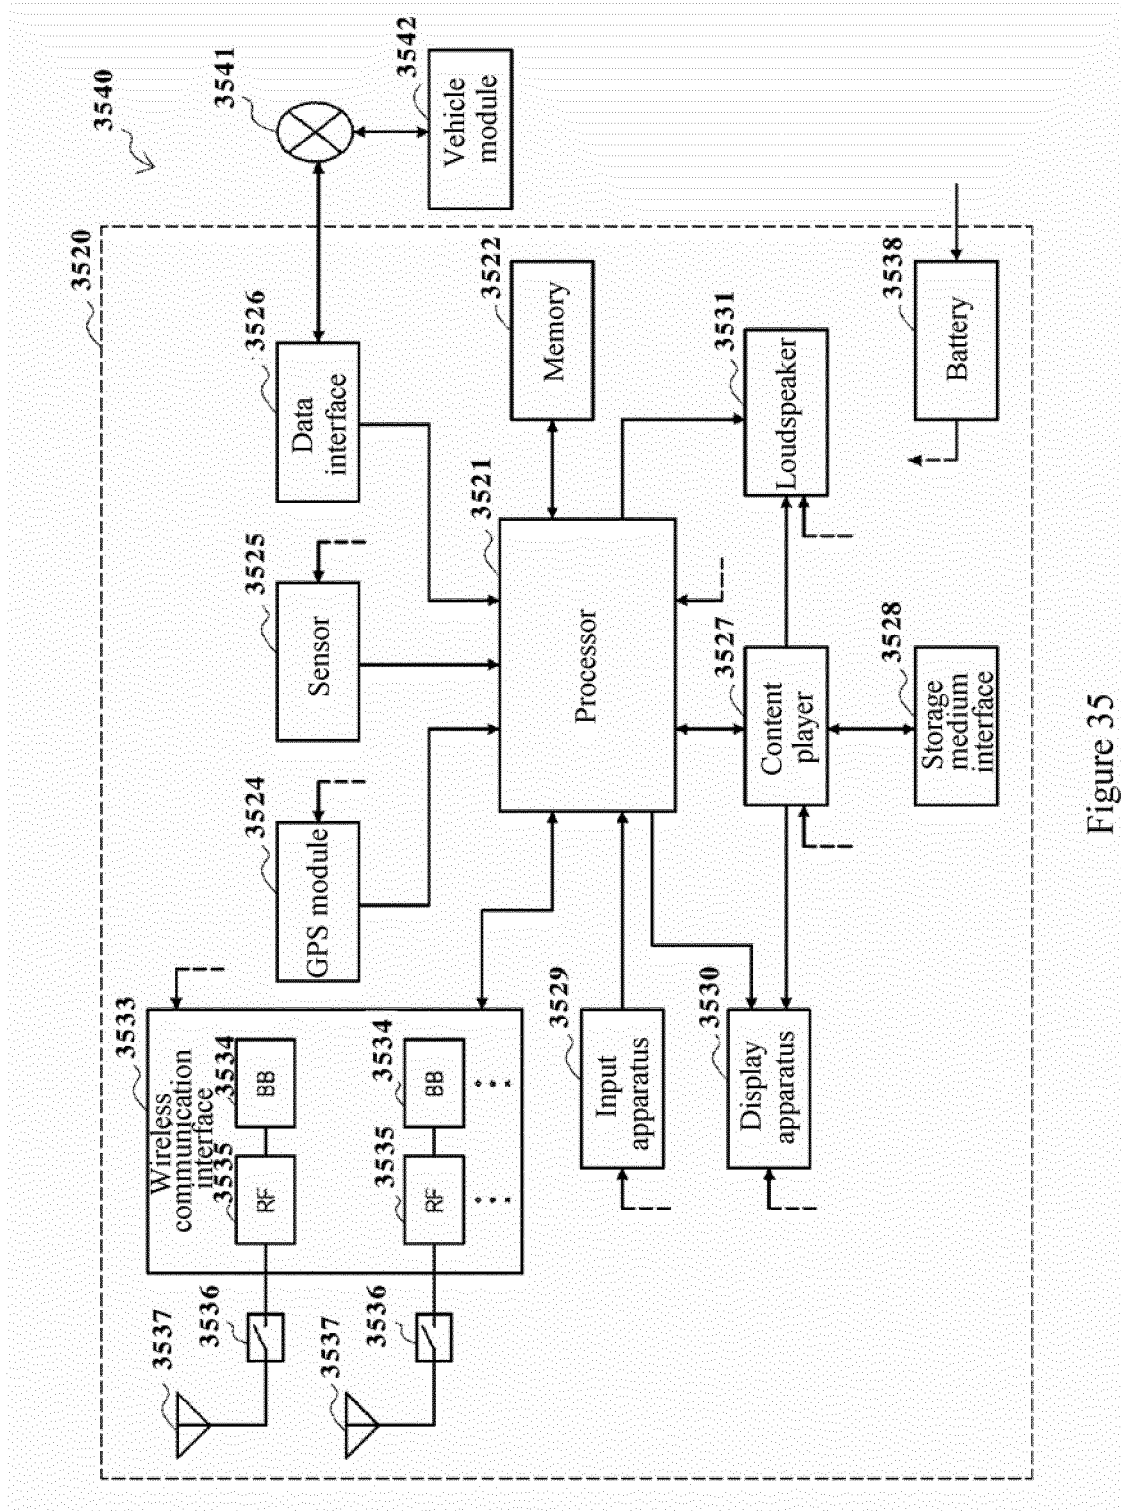 3540
3541
3542
Vehicle
module
3520
3526
Data
interface
3522
Memory
3531
Loudspeaker
3538
Battery
3525
Sensor
3521
Processor
3527
Content
player
3528
Storage
medium
interface
3524
GPS module
3533
Wireless
communication
interface
3534
BB
3535
RF
3534
BB
3535
RF
3529
Input
apparatus
3530
Display
apparatus
3536
3537
3536
3537
Figure 35